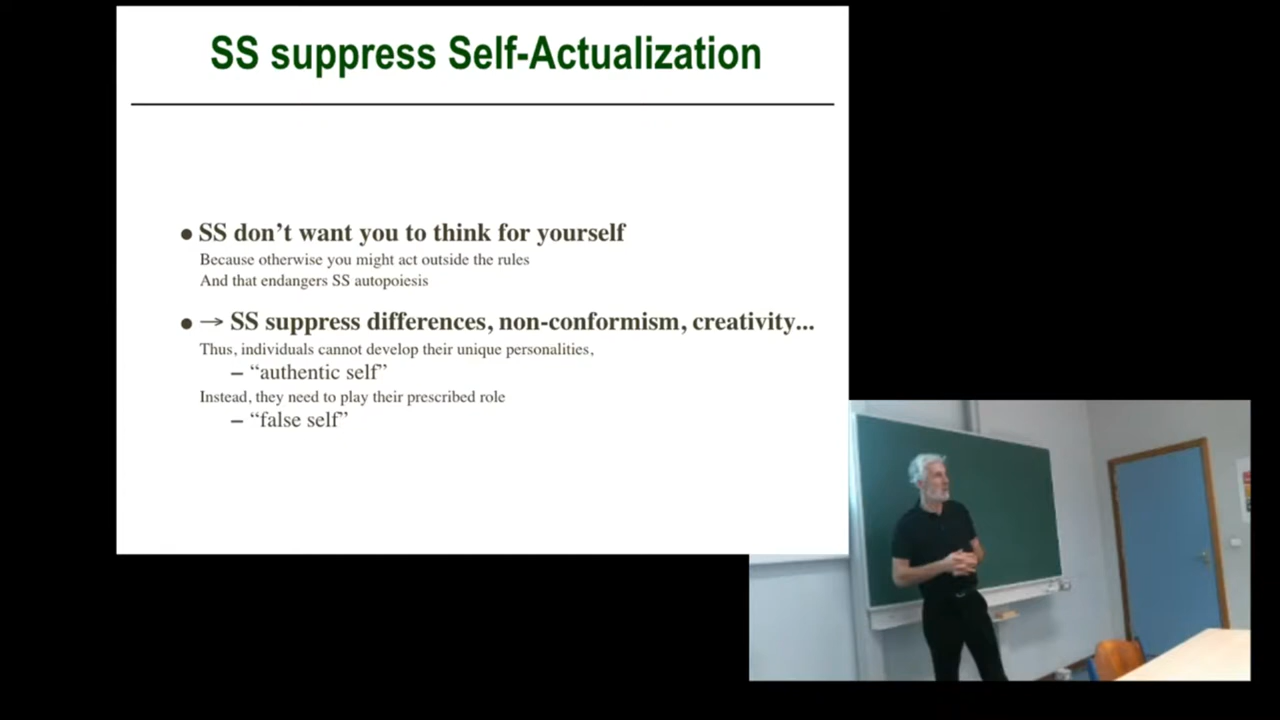 SS suppress Self-Actualization
● SS don’t want you to think for yourself
Because otherwise you might act outside the rules
And that endangers SS autopoiesis
● → SS suppress differences, non-conformism, creativity...
Thus, individuals cannot develop their unique personalities,
– “authentic self”
Instead, they need to play their prescribed role
– “false self”